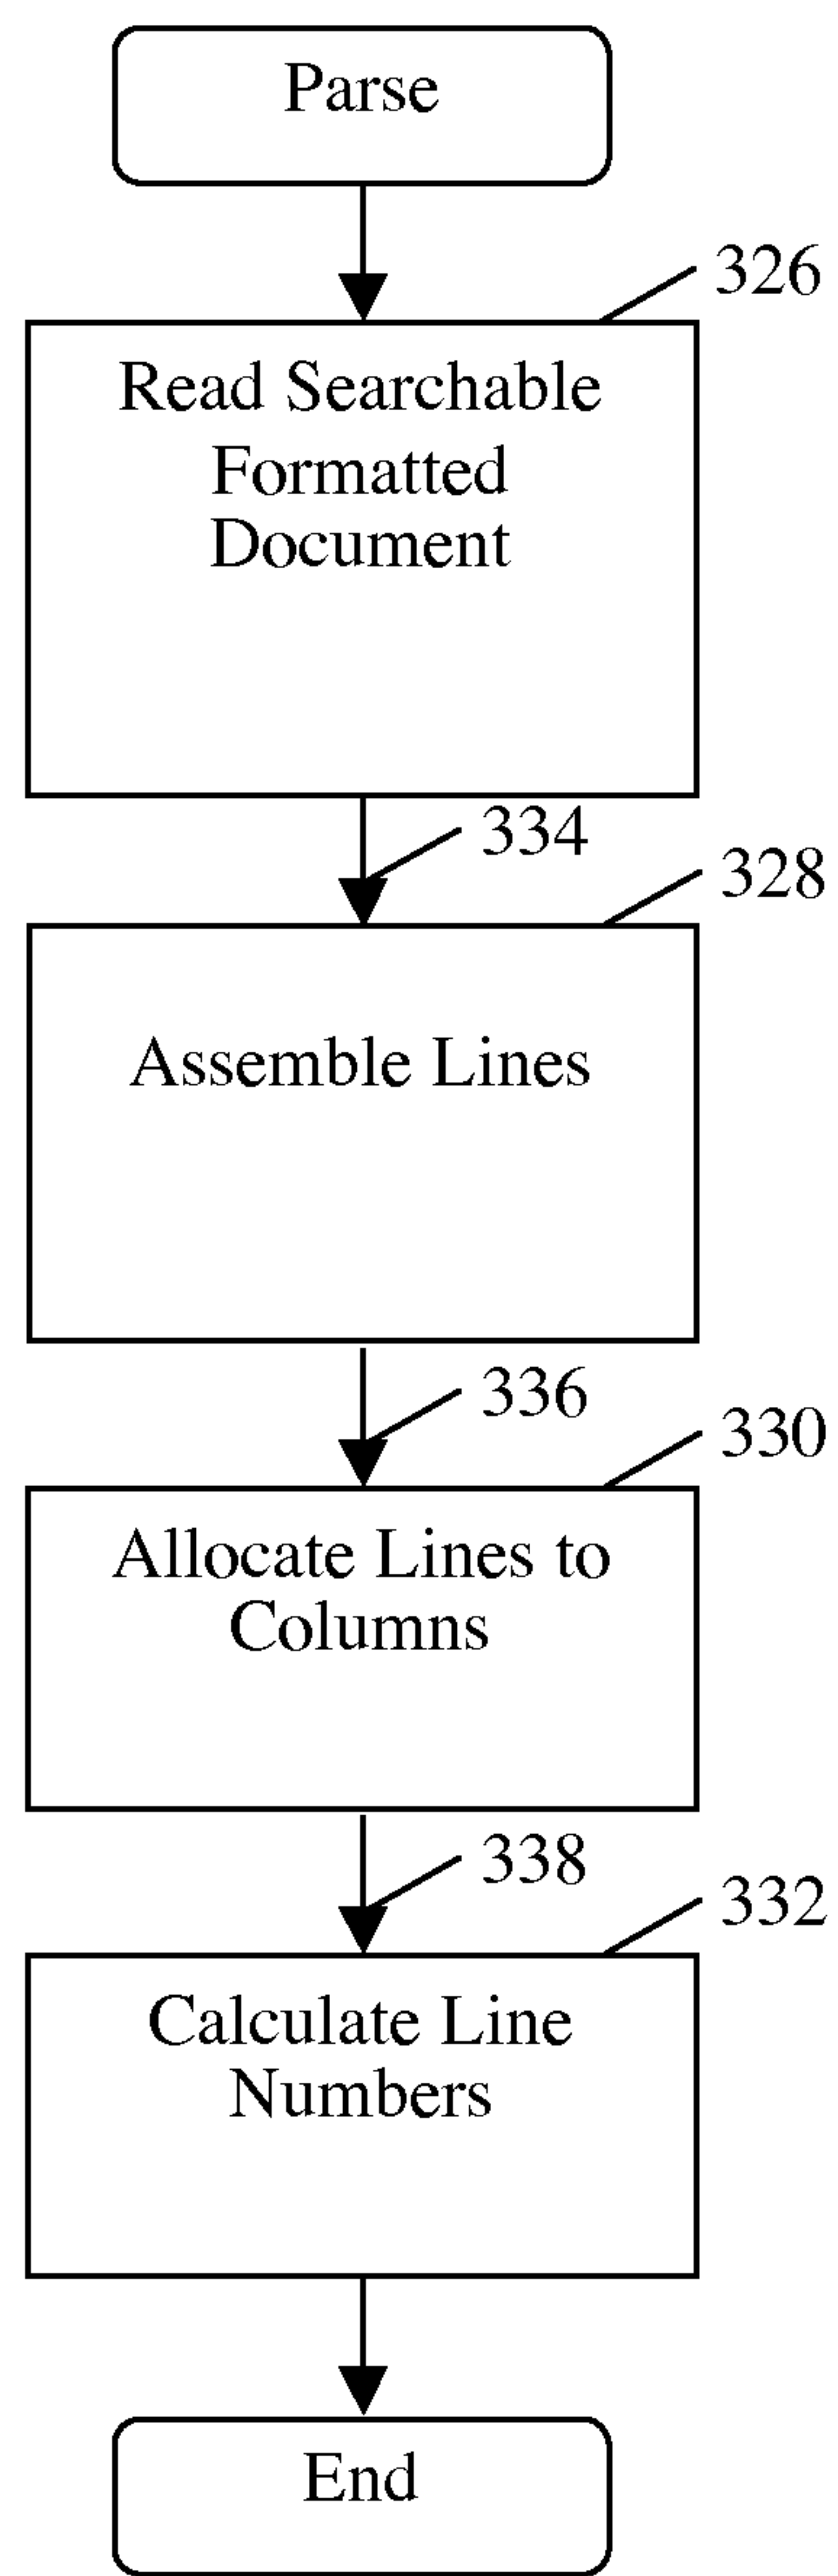 Parse
326
Read Searchable
Formatted
Document
334
328
Assemble Lines
336
330
Allocate Lines to
Columns
338
332
Calculate Line
Numbers
End